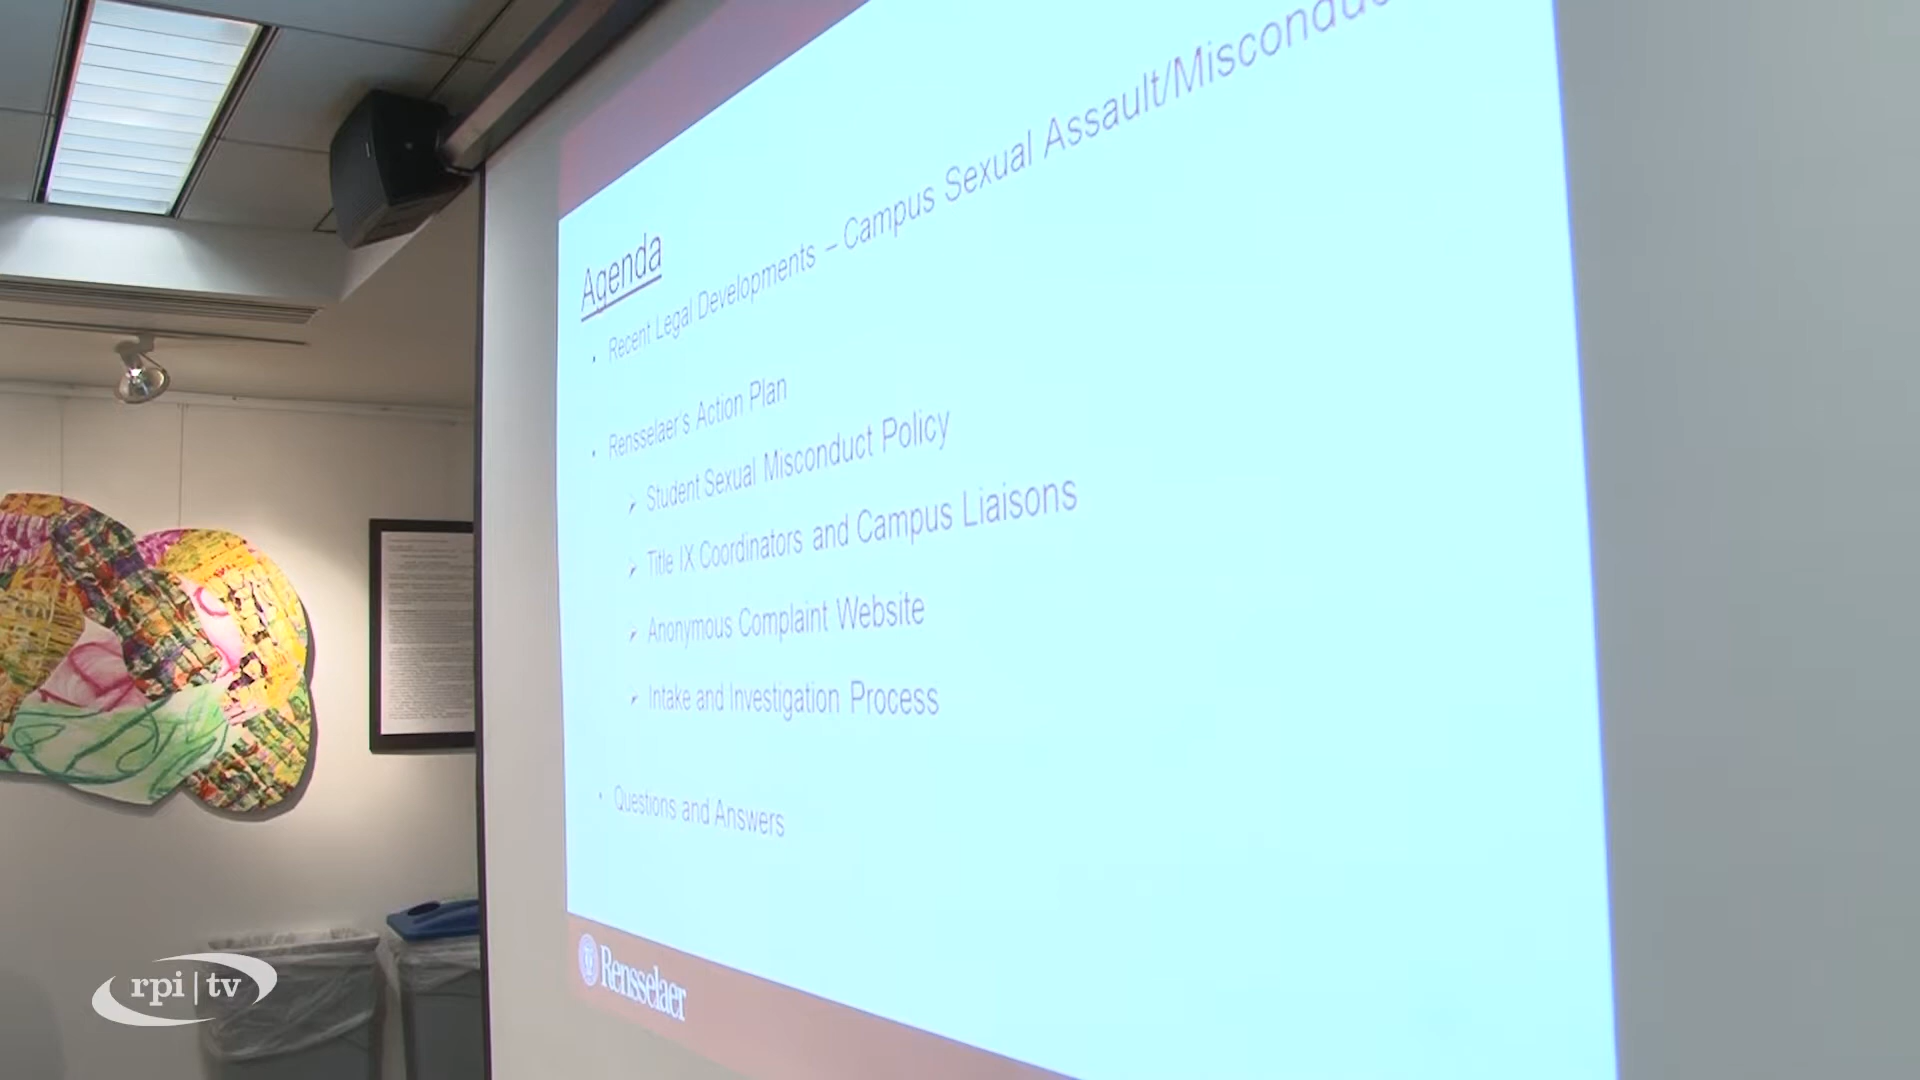 Agenda
• Recent Legal Developments – Campus Sexual Assault/Misconduc
• Rensselaer's Action Plan
➢ Student Sexual Misconduct Policy
➢ Title IX Coordinators and Campus Liaisons
➢ Anonymous Complaint Website
➢ Intake and Investigation Process
• Questions and Answers
Rensselaer
rpi|tv